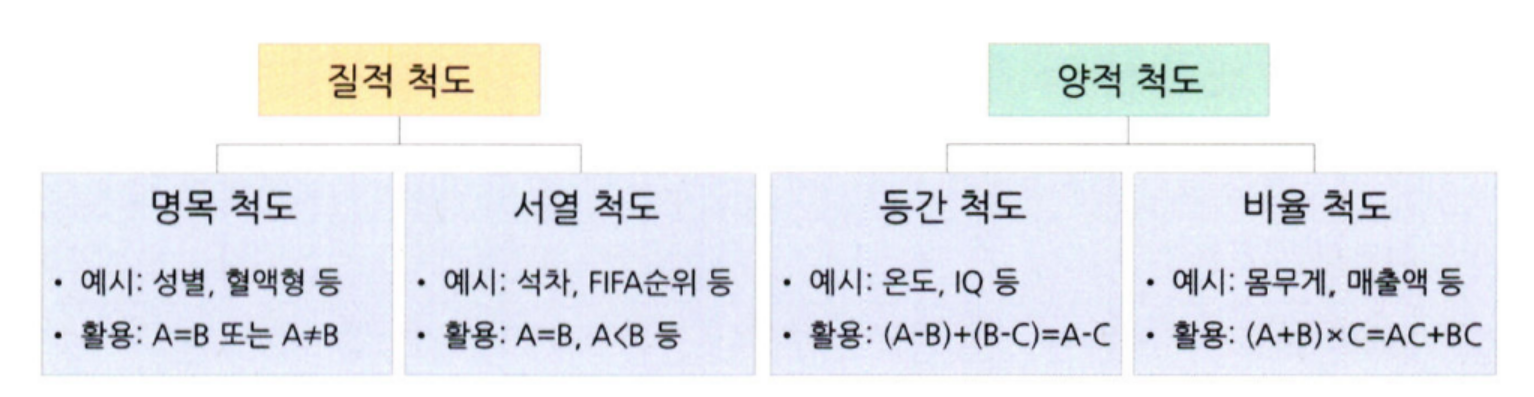 질적 척도
양적 척도
명목 척도
• 예시: 성별, 혈액형 등
• 활용: A=B 또는 A≠B
서열 척도
• 예시: 석차, FIFA순위 등
• 활용: A=B, A<B 등
등간 척도
• 예시: 온도, IQ 등
• 활용: (A-B)+(B-C)=A-C
비율 척도
• 예시: 몸무게, 매출액 등
• 활용: (A+B)×C=AC+BC